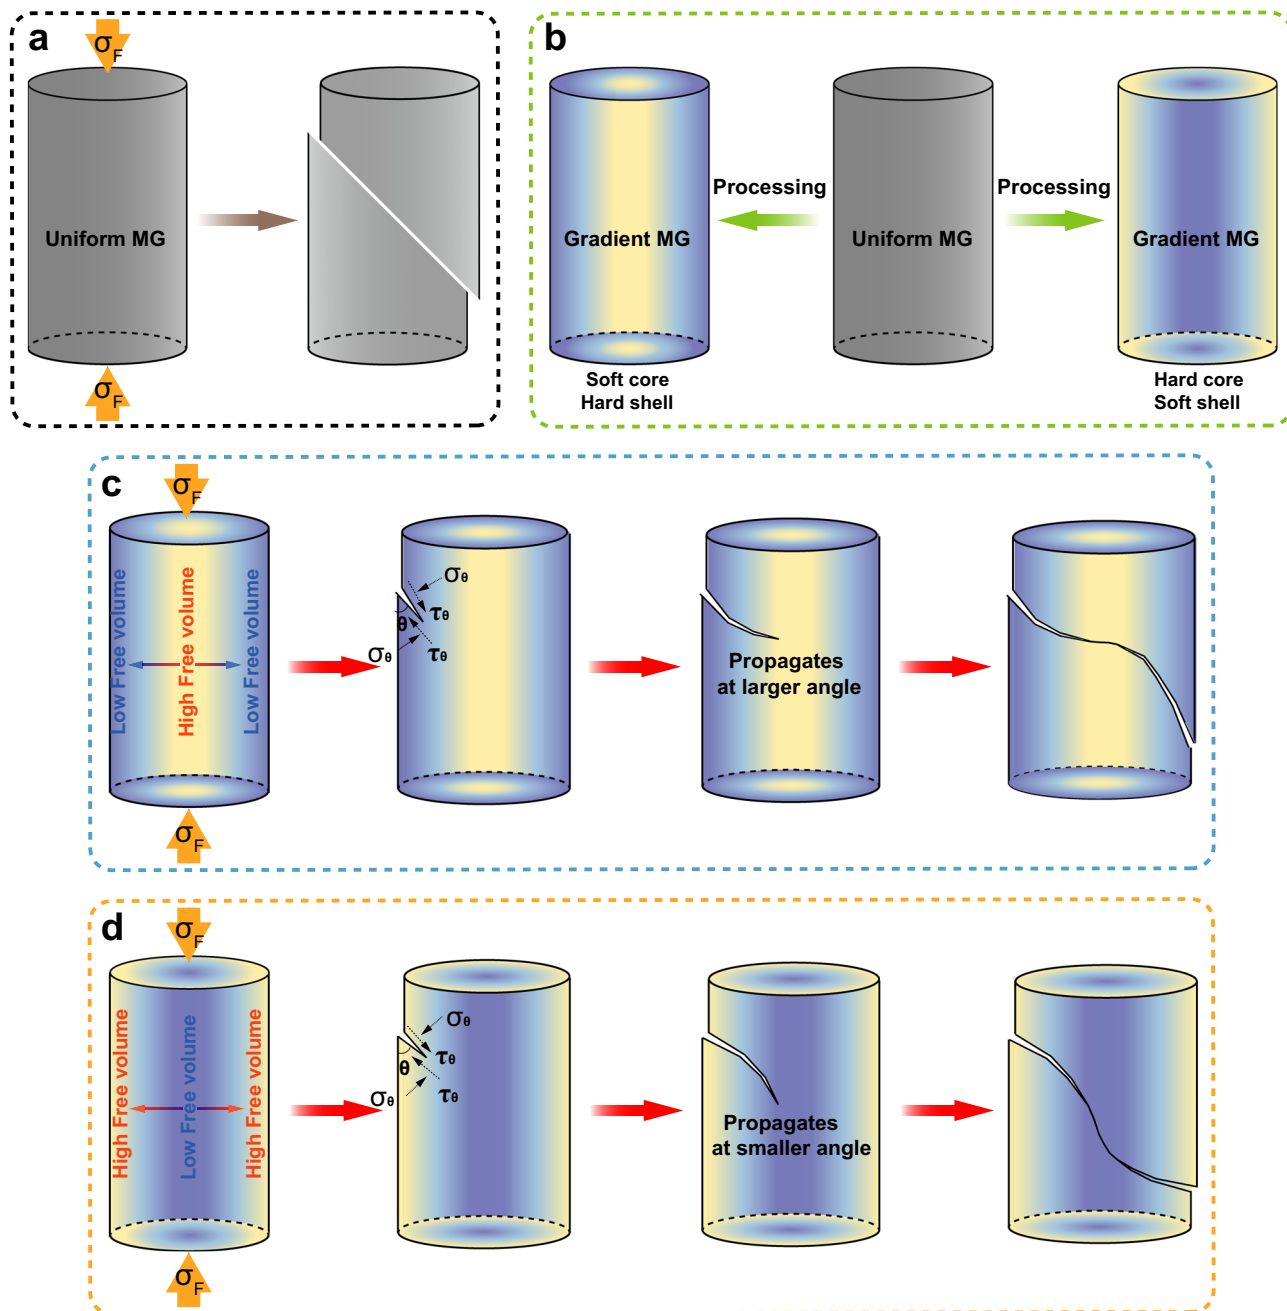 a
σF
Uniform MG
σF
b
Processing
Processing
Gradient MG
Uniform MG
Gradient MG
Soft core
Hard shell
Hard core
Soft shell
c
σF
Low Free volume
High Free volume
Low Free volume
σθ
θ
τθ
σθ
τθ
Propagates
at larger angle
σF
d
σF
High Free volume
Low Free volume
High Free volume
σθ
θ
τθ
σθ
τθ
Propagates
at smaller angle
σF